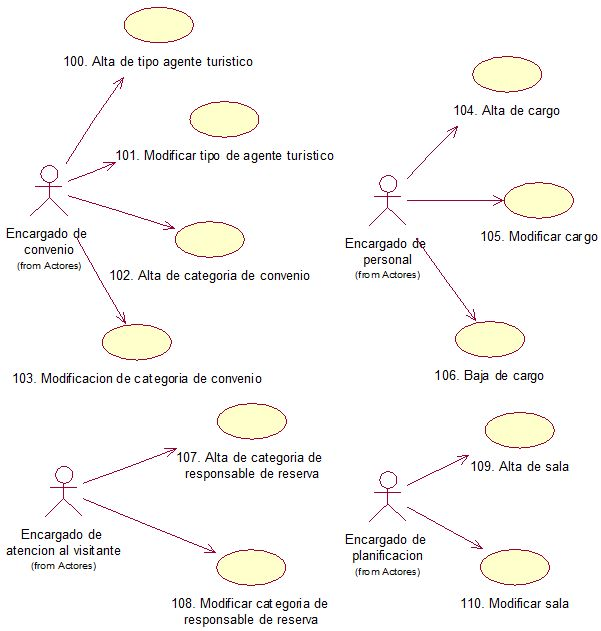 100. Alta de tipo agente turistico
101. Modificar tipo de agente turistico
Encargado de
convenio
(from Actores)
102. Alta de categoria de convenio
103. Modificacion de categoria de convenio
104. Alta de cargo
Encargado de
personal
(from Actores)
105. Modificar cargo
106. Baja de cargo
107. Alta de categoria de
responsable de reserva
Encargado de
atencion al visitante
(from Actores)
108. Modificar categoria de
responsable de reserva
109. Alta de sala
Encargado de
planificacion
(from Actores)
110. Modificar sala